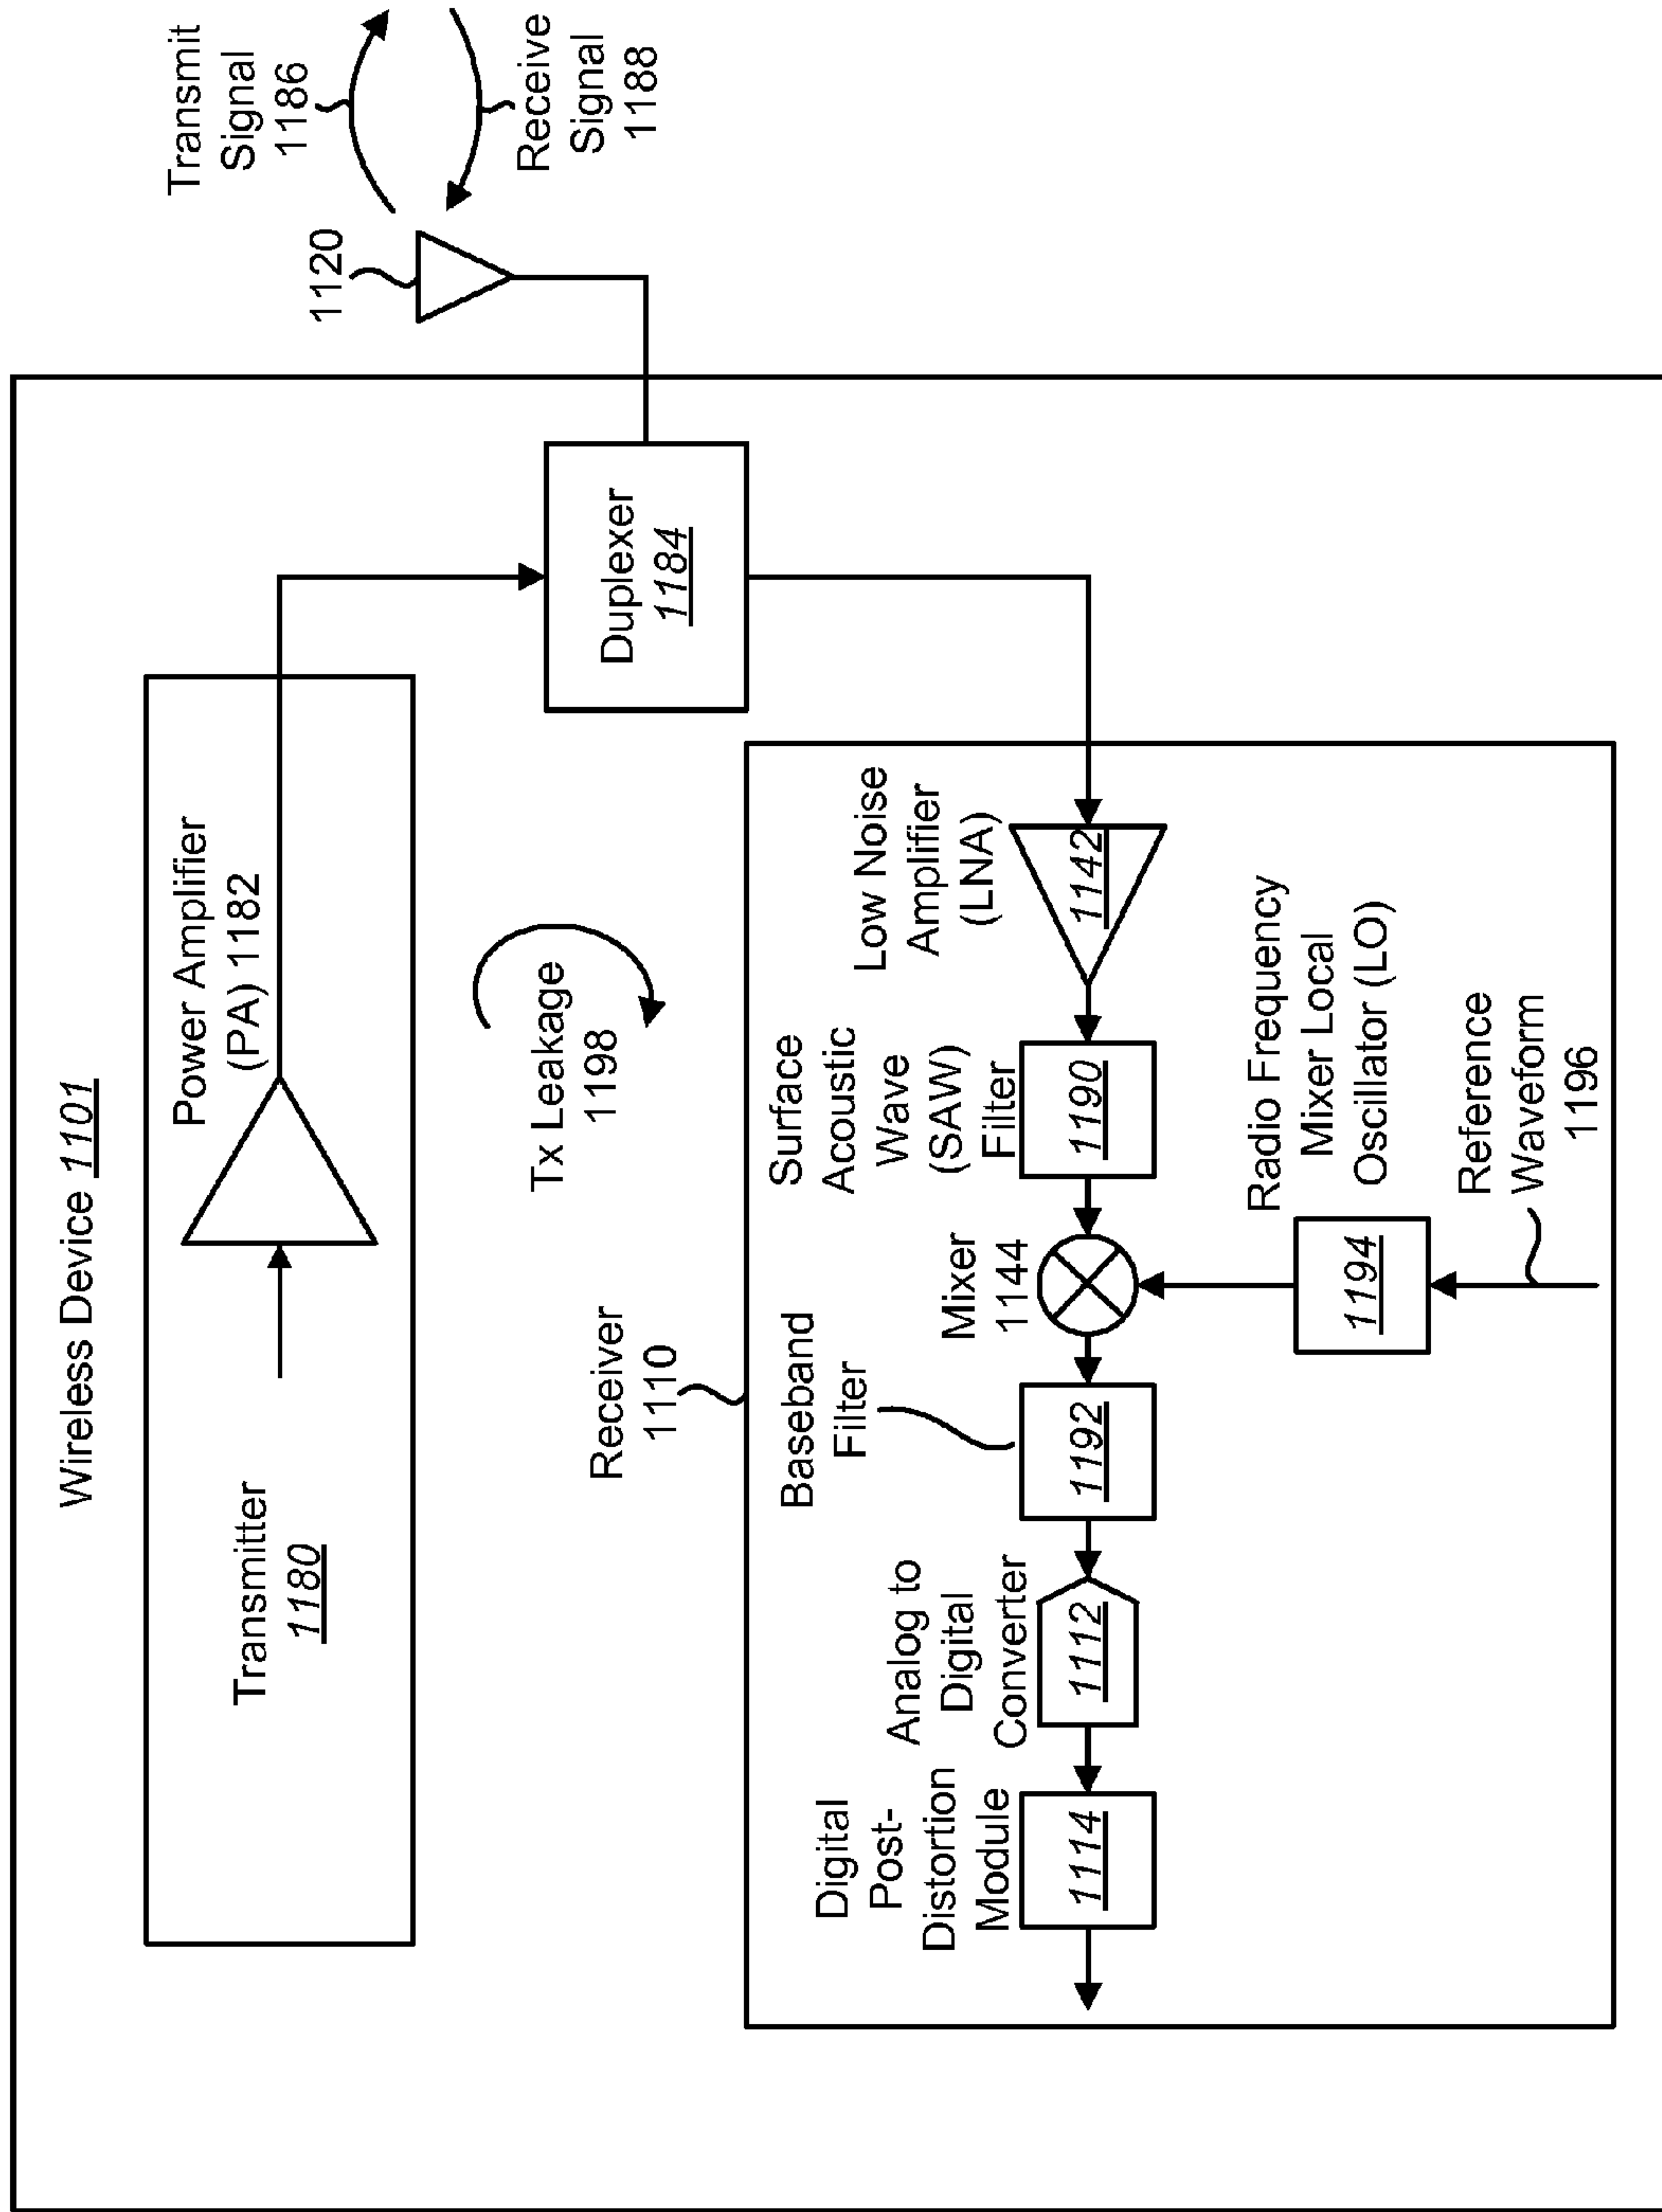 Wireless Device 1101
Transmitter
1180
Power Amplifier
(PA) 1182
Transmit
Signal
1186
1120
Receive
Signal
1188
Duplexer
1184
Tx Leakage
1198
Receiver
1110
Digital
Post-
Distortion
Module
1114
Analog to
Digital
Converter
1112
Baseband
Filter
1192
Mixer
1144
Surface
Acoustic
Wave
(SAW)
Filter
1190
Low Noise
Amplifier
(LNA)
1142
1194
Radio Frequency
Mixer Local
Oscillator (LO)
Reference
Waveform
1196